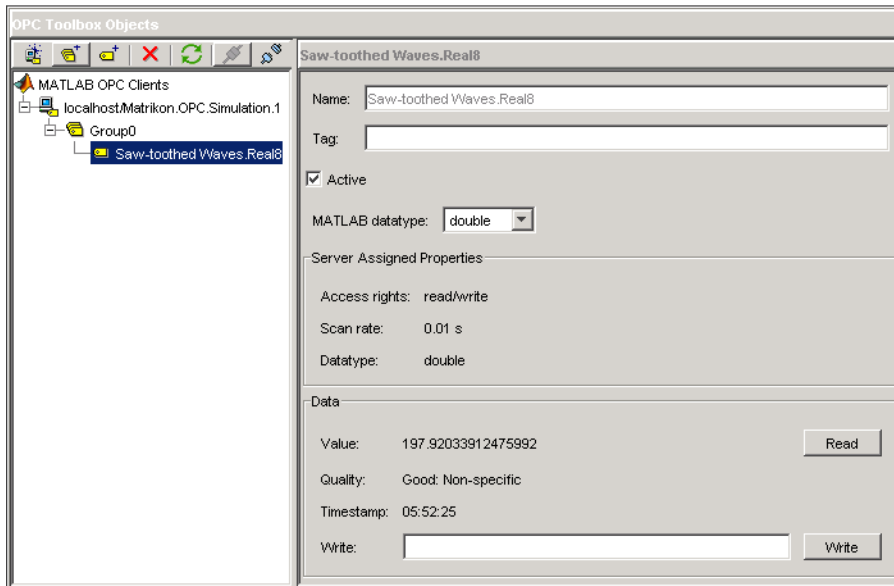 OPC Toolbox Objects
MATLAB OPC Clients
localhost/Matrikon.OPC.Simulation.1
Group0
Saw-toothed Waves.Real8
Saw-toothed Waves.Real8
Name: Saw-toothed Waves.Real8
Tag:
Active
MATLAB datatype: double
Server Assigned Properties
Access rights: read/write
Scan rate: 0.01 s
Datatype: double
Data
Value: 197.92033912475992 Read
Quality: Good: Non-specific
Timestamp: 05:52:25
Write: Write